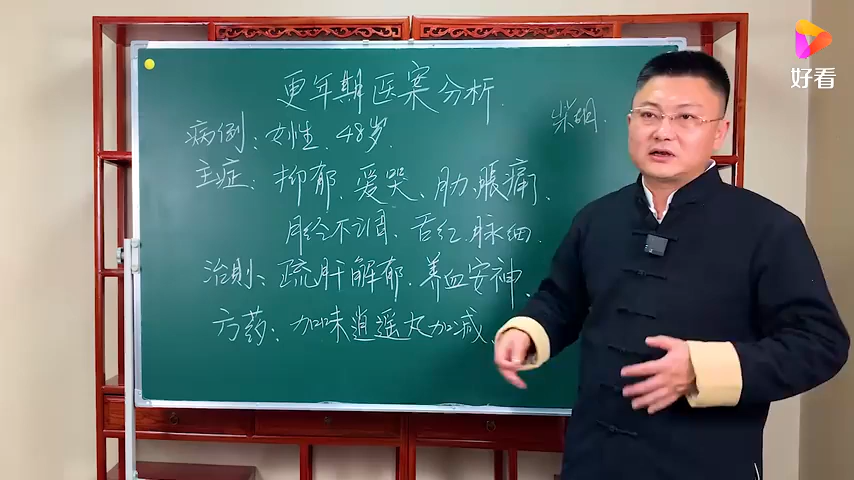 更年期医案分析.
病例: 女性. 48岁.
主症: 抑郁. 爱哭、胁胀痛、
月经不调、舌红.脉细.
治则: 疏肝解郁. 养血安神、
方药: 加味逍遥丸加减、
柴胡.
好看